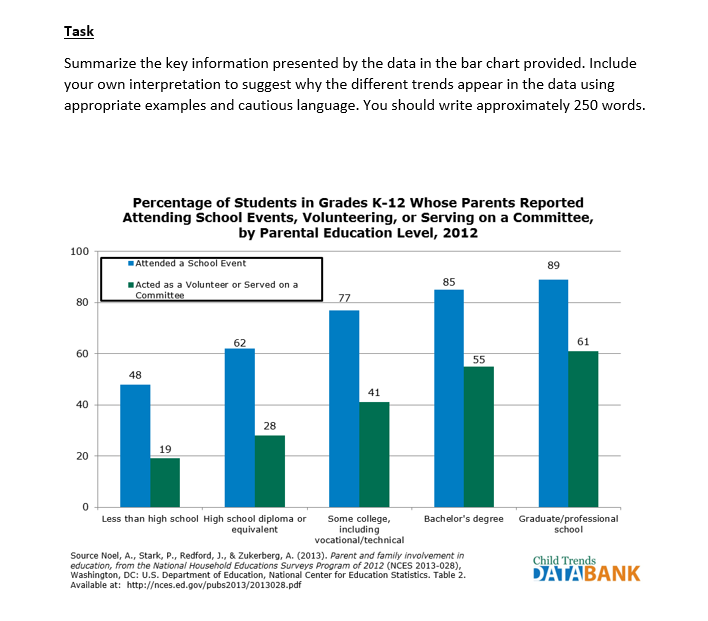 Task
Summarize the key information presented by the data in the bar chart provided. Include
your own interpretation to suggest why the different trends appear in the data using
appropriate examples and cautious language. You should write approximately 250 words.
Percentage of Students in Grades K-12 Whose Parents Reported
Attending School Events, Volunteering, or Serving on a Committee,
by Parental Education Level, 2012
100
80
60
40
20
0
Attended a School Event
Acted as a Volunteer or Served on a
Committee
48
19
62
28
77
41
85
55
89
61
Less than high school
High school diploma or
equivalent
Some college,
including
vocational/technical
Bachelor's degree
Graduate/professional
school
Source Noel, A., Stark, P., Redford, J., & Zukerberg, A. (2013). Parent and family involvement in
education, from the National Household Educations Surveys Program of 2012 (NCES 2013-028),
Washington, DC: U.S. Department of Education, National Center for Education Statistics. Table 2.
Available at: http://nces.ed.gov/pubs2013/2013028.pdf
Child Trends
DATABANK